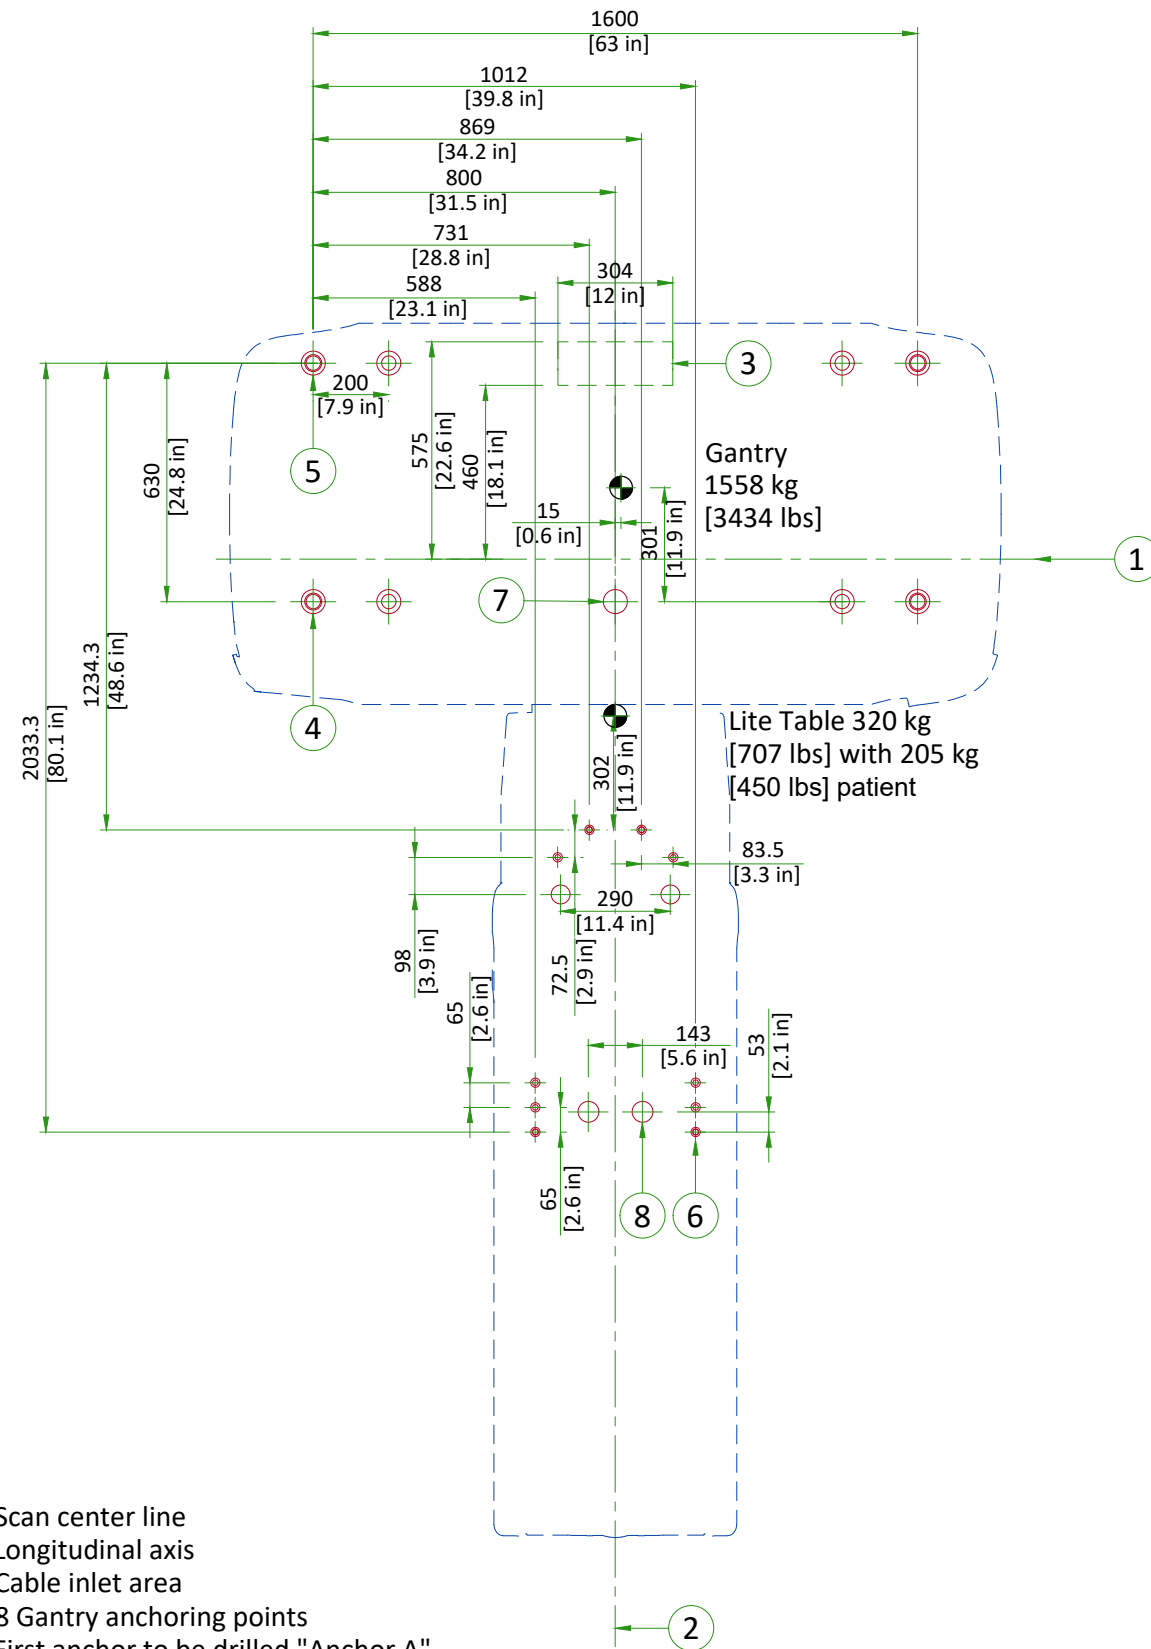 1600
[63 in]
1012
[39.8 in]
869
[34.2 in]
800
[31.5 in]
731
[28.8 in]
304
[12 in]
588
[23.1 in]
3
200
[7.9 in]
5
630
[24.8 in]
575
[22.6 in]
460
[18.1 in]
Gantry
1558 kg
[3434 lbs]
15
[0.6 in]
301
[11.9 in]
1
7
1234.3
[48.6 in]
2033.3
[80.1 in]
4
Lite Table 320 kg
[707 lbs] with 205 kg
[450 lbs] patient
302
[11.9 in]
83.5
[3.3 in]
290
[11.4 in]
98
[3.9 in]
72.5
[2.9 in]
65
[2.6 in]
143
[5.6 in]
53
[2.1 in]
65
[2.6 in]
8
6
Scan center line
Longitudinal axis
Cable inlet area
8 Gantry anchoring points
First anchor to be drilled "Anchor A"
2